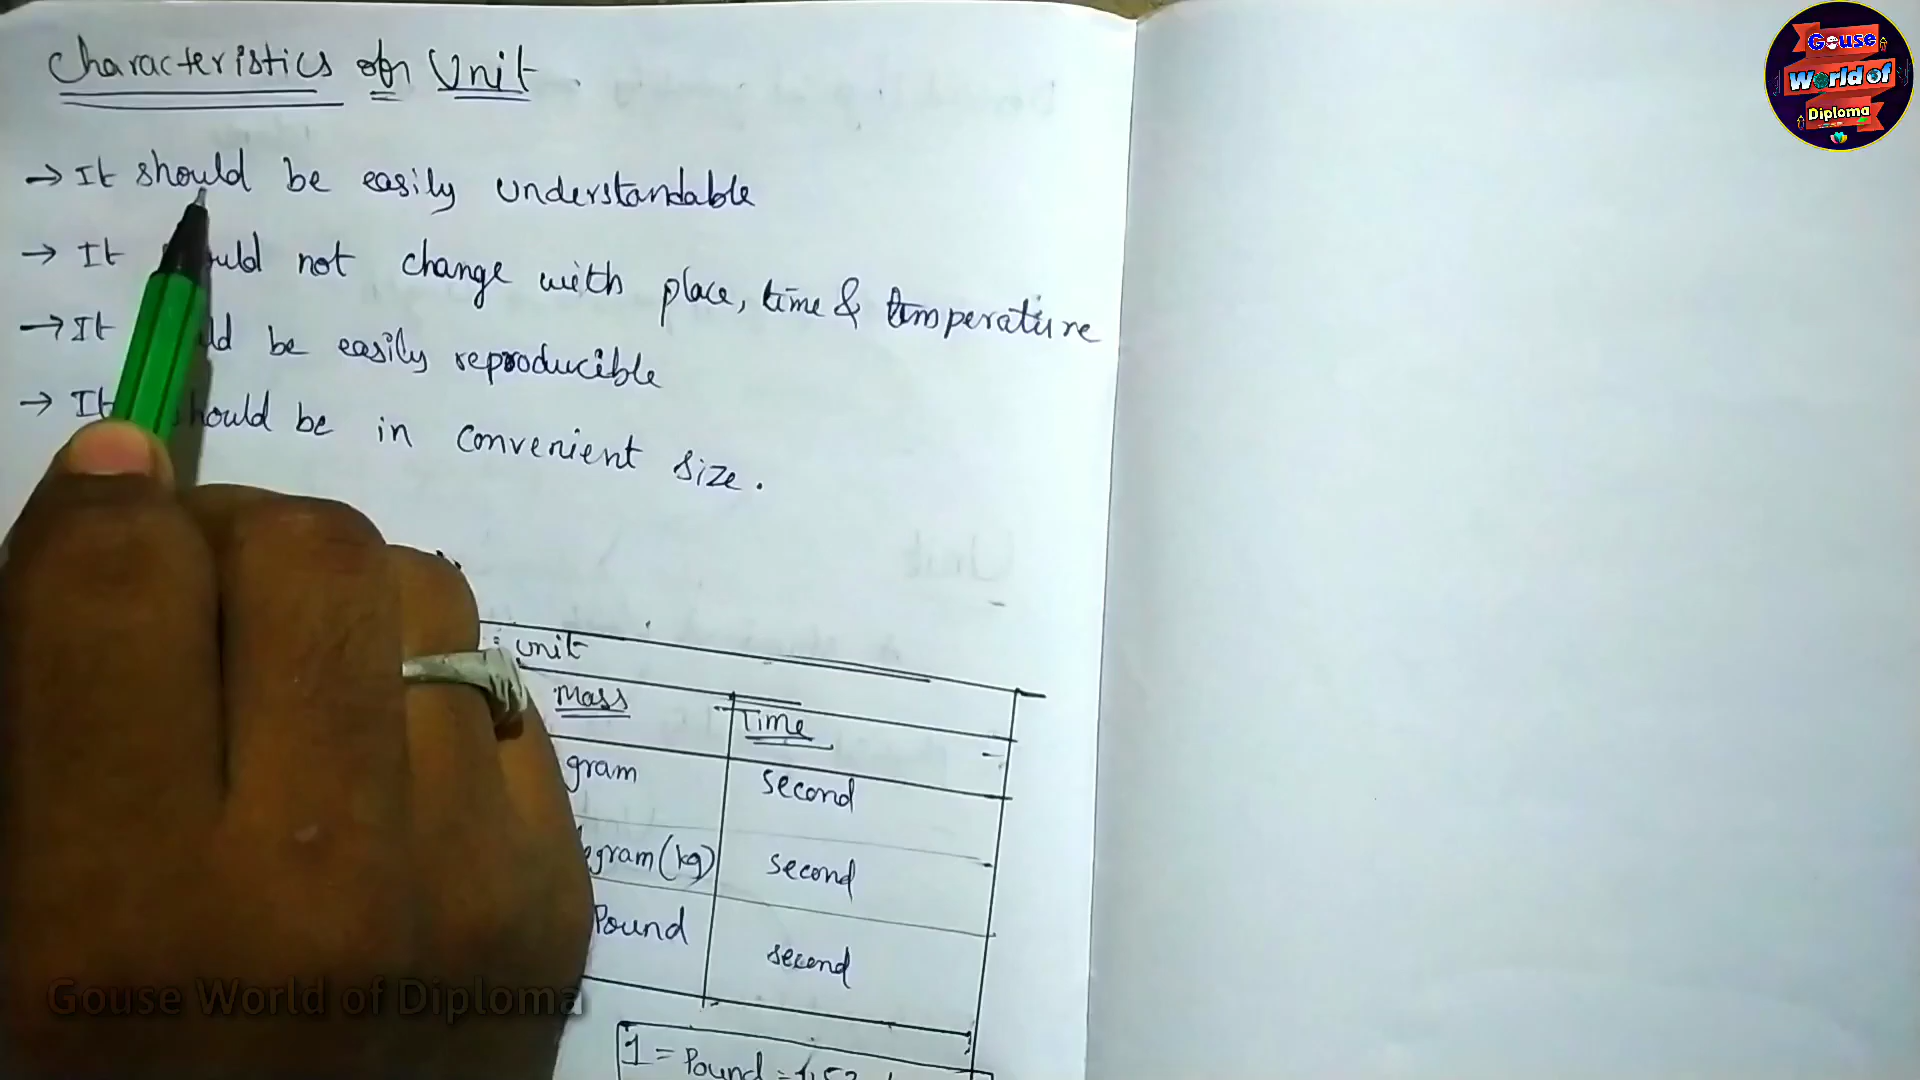 Characteristics of Unit
→ It should be easily understandable
→ It should not change with place, time & temperature
→ It be easily reproducible
→ It should be in convenient size.
Unit
unit
Mass Time
gram second
gram (kg) second
Pound second
1 = Pound =
Gouse World of Diploma
Gouse
World of
Diploma